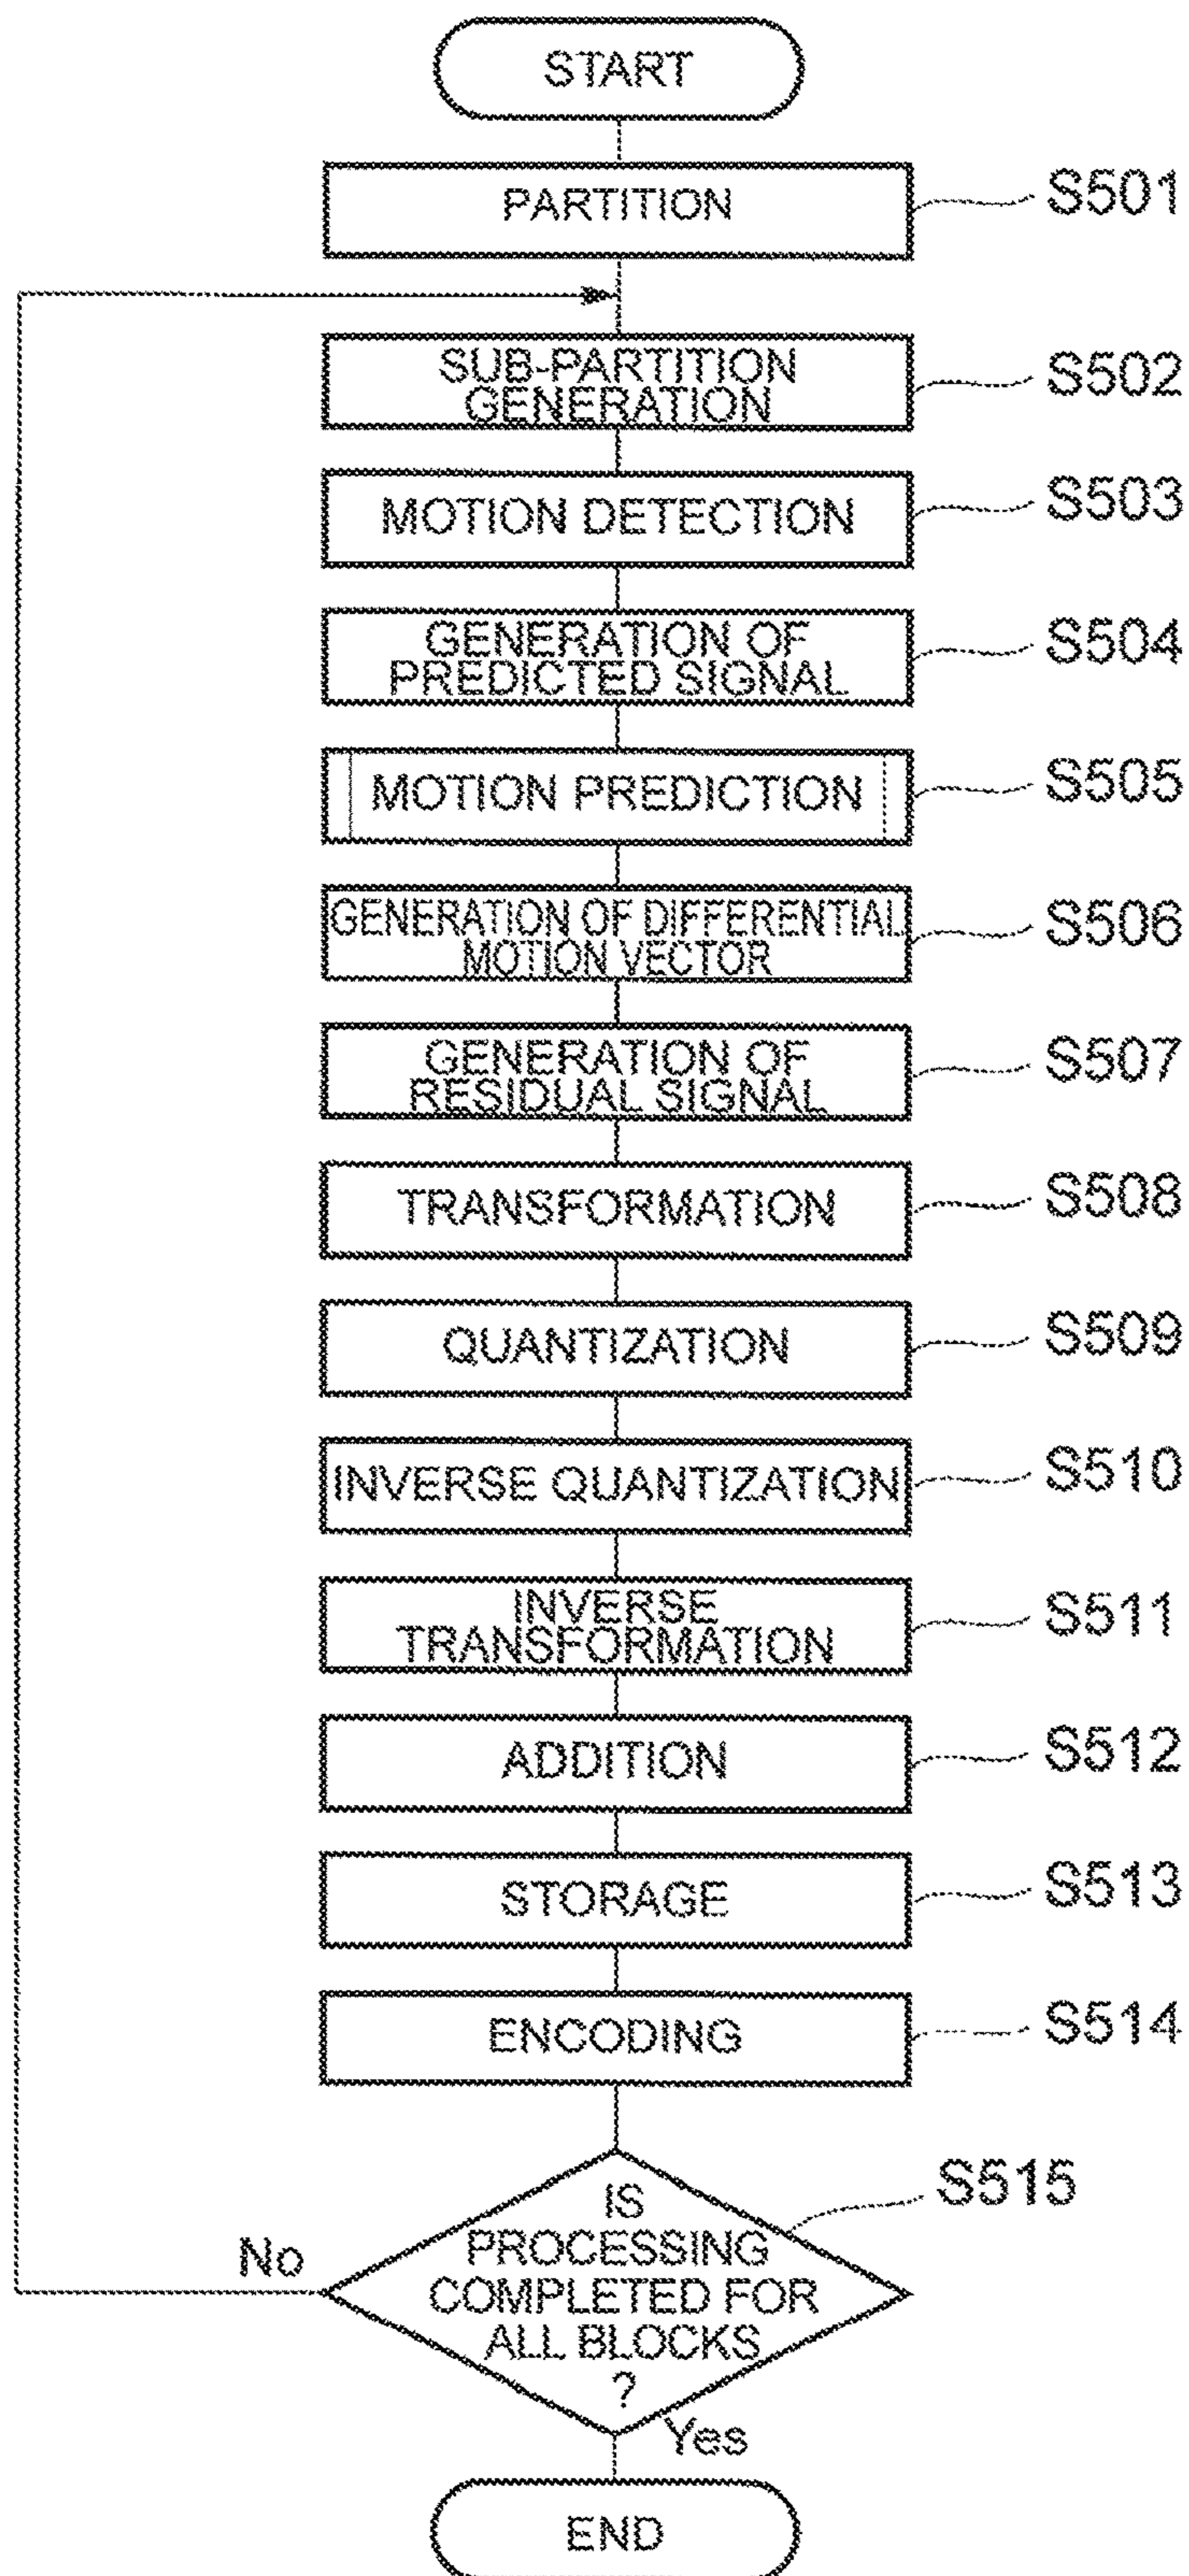 START
PARTITION
S501
SUB-PARTITION
GENERATION
S502
MOTION DETECTION
S503
GENERATION OF
PREDICTED SIGNAL
S504
MOTION PREDICTION
S505
GENERATION OF DIFFERENTIAL
MOTION VECTOR
S506
GENERATION OF
RESIDUAL SIGNAL
S507
TRANSFORMATION
S508
QUANTIZATION
S509
INVERSE QUANTIZATION
S510
INVERSE
TRANSFORMATION
S511
ADDITION
S512
STORAGE
S513
ENCODING
S514
S515
IS
PROCESSING
COMPLETED FOR
ALL BLOCKS
?
No
Yes
END